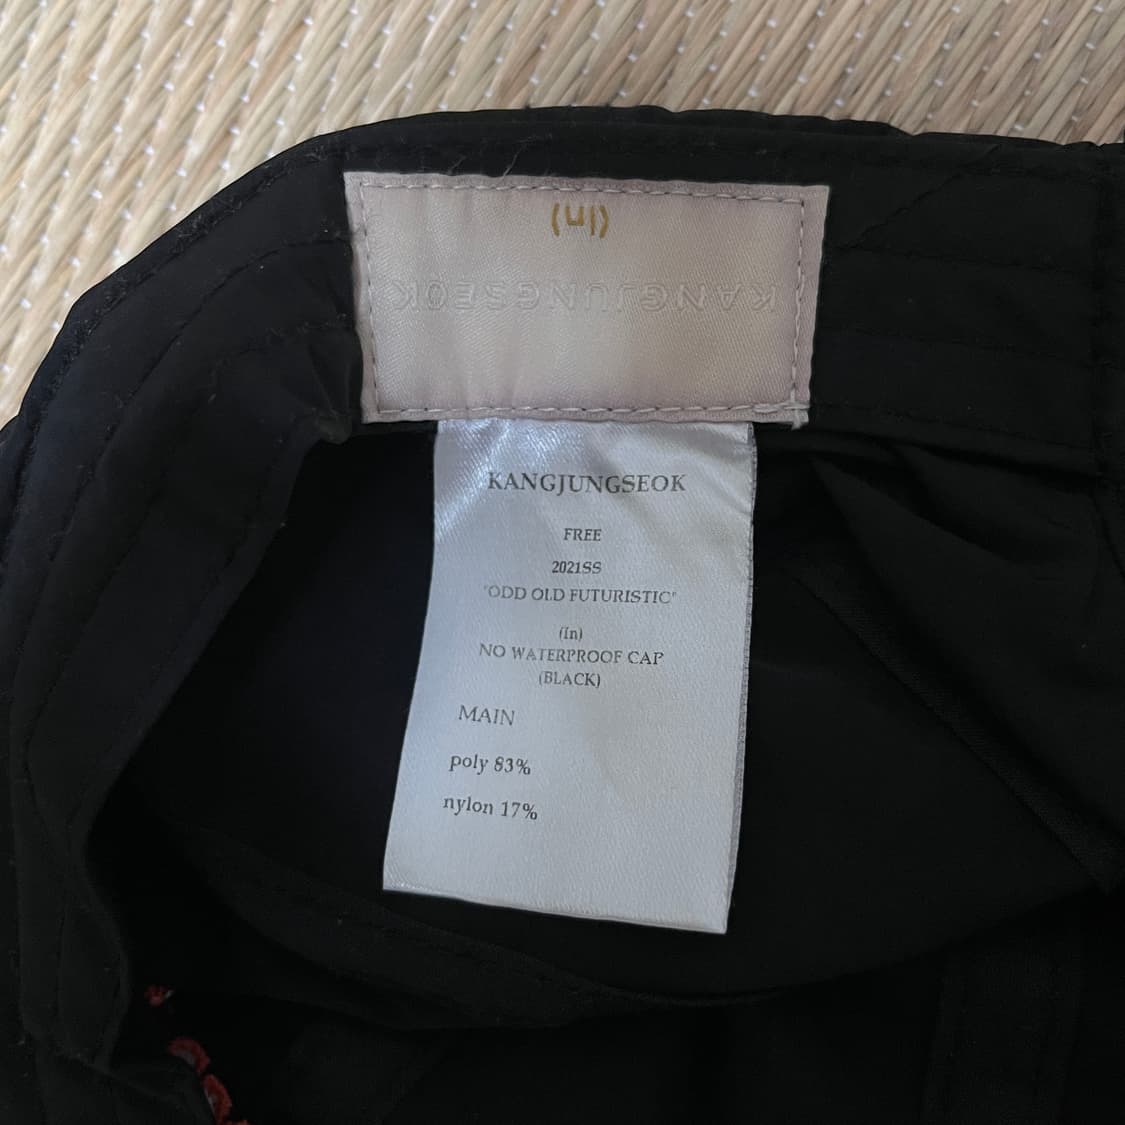 (In)
KANGJUNGSEOK
KANGJUNGSEOK
FREE
2021SS
"ODD OLD FUTURISTIC"
(In)
NO WATERPROOF CAP
(BLACK)
MAIN
poly 83%
nylon 17%